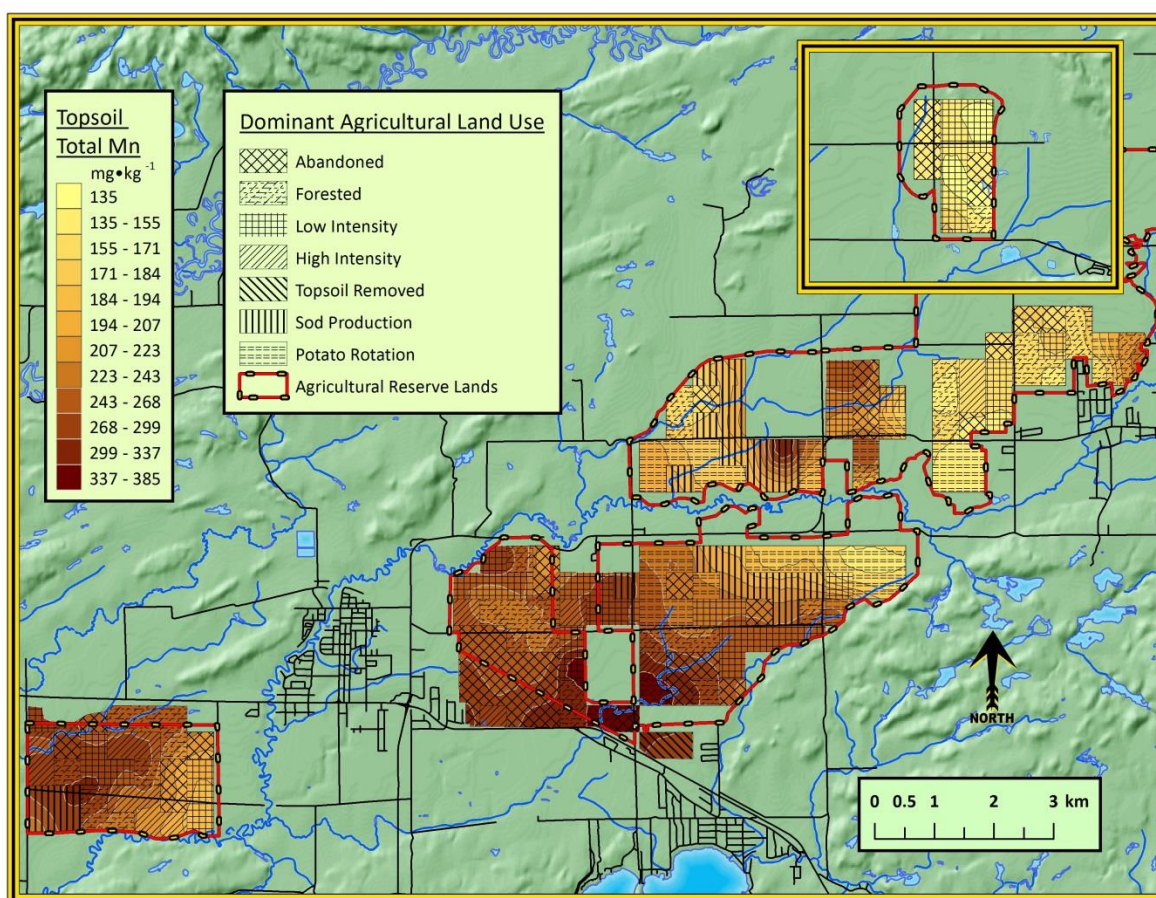 Topsoil
Total Mn
mg•kg -1
135
135 - 155
155 - 171
171 - 184
184 - 194
194 - 207
207 - 223
223 - 243
243 - 268
268 - 299
299 - 337
337 - 385
Dominant Agricultural Land Use
Abandoned
Forested
Low Intensity
High Intensity
Topsoil Removed
Sod Production
Potato Rotation
Agricultural Reserve Lands
NORTH
0 0.5 1 2 3 km